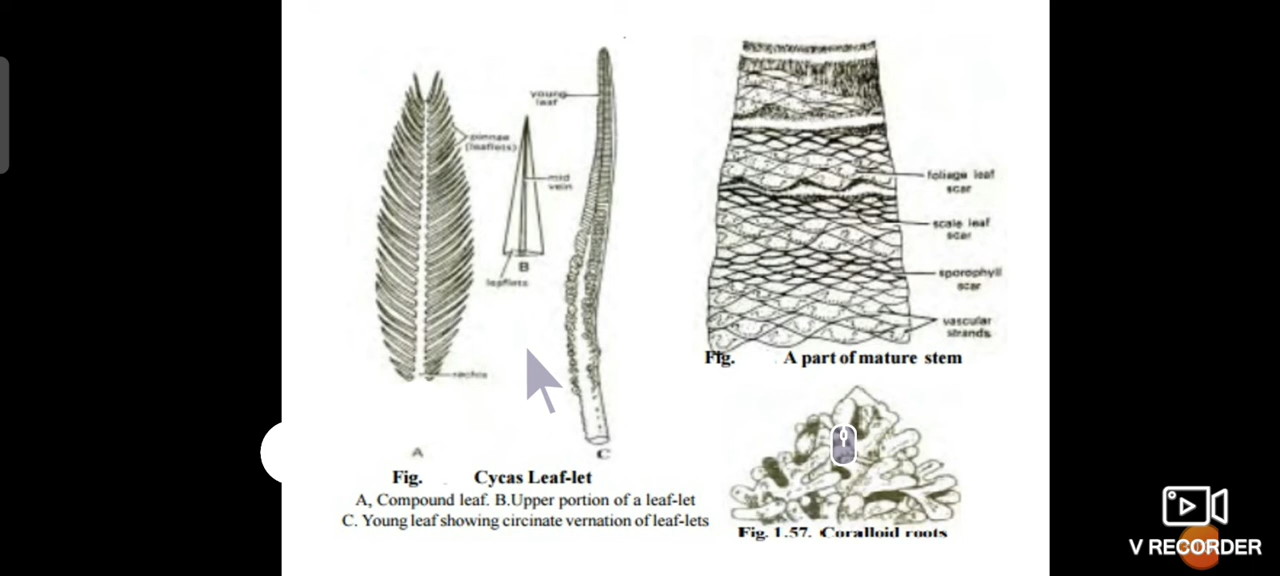 young
leaf
pinnae
(leaflets)
mid
vein
B
leaflets
rachis
A
C
Fig. Cycas Leaf-let
A, Compound leaf. B.Upper portion of a leaf-let
C. Young leaf showing circinate vernation of leaf-lets
foliage leaf
scar
scale leaf
scar
sporophyll
scar
vascular
strands
Fig. A part of mature stem
Fig. 1.57. Coralloid roots
V RECORDER